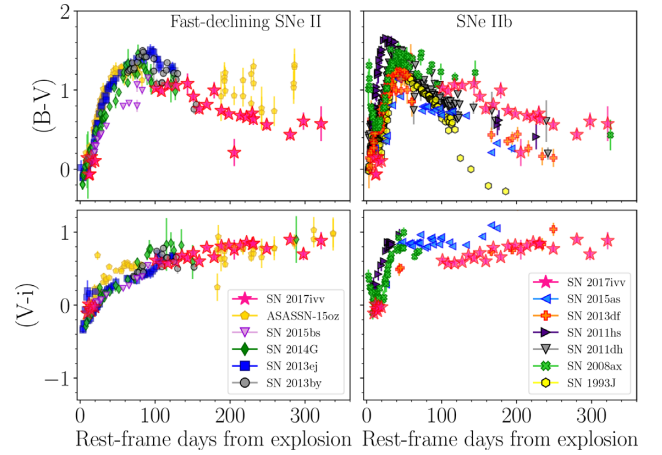 Fast-declining SNe II
SNe IIb
2
1
0
(B-V)
1
0
−1
(V-i)
SN 2017ivv
ASASSN-15oz
SN 2015bs
SN 2014G
SN 2013ej
SN 2013by
SN 2017ivv
SN 2015as
SN 2013df
SN 2011hs
SN 2011dh
SN 2008ax
SN 1993J
0 100 200 300
0 100 200 300
Rest-frame days from explosion
Rest-frame days from explosion